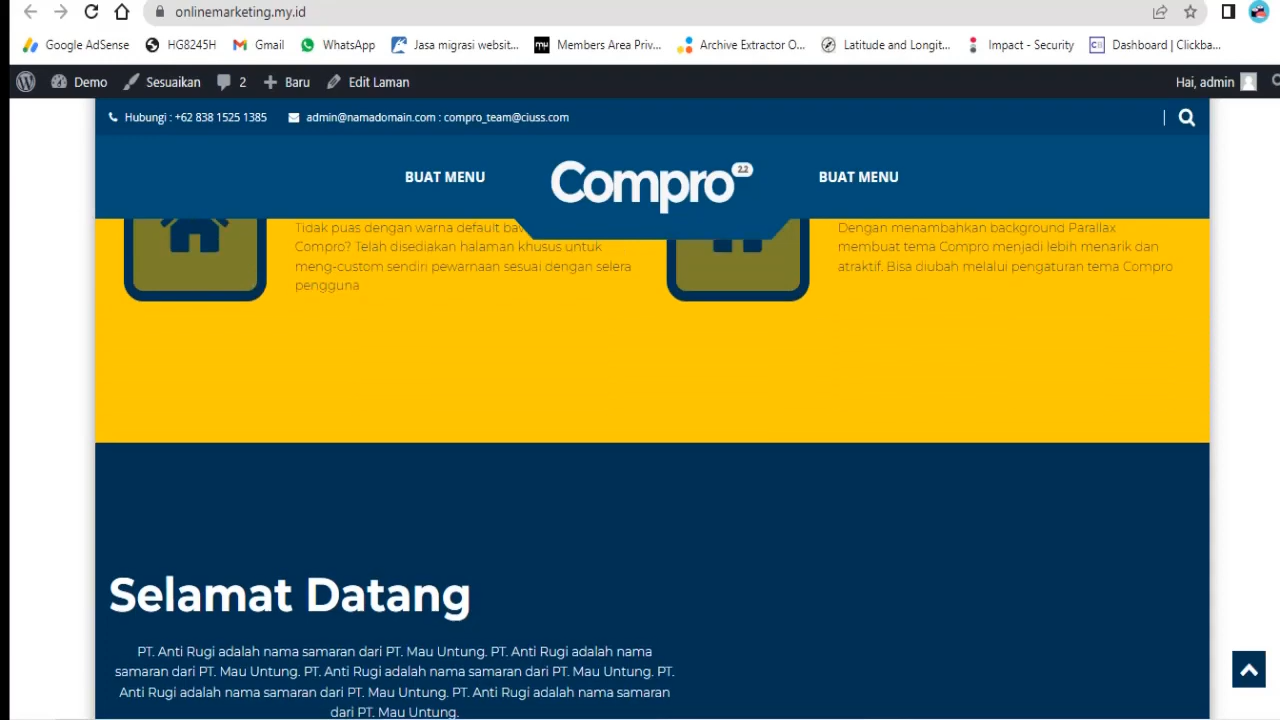 onlinemarketing.my.id
Google AdSense HG8245H Gmail WhatsApp Jasa migrasi websit... Members Area Priv... Archive Extractor O... Latitude and Longit... Impact - Security Dashboard | Clickba...
Demo Sesuaikan 2 Baru Edit Laman Hai, admin
Hubungi : +62 838 1525 1385 admin@namadomain.com : compro_team@ciuss.com
BUAT MENU Compro 2.2 BUAT MENU
Tidak puas dengan warna default baw
Compro? Telah disediakan halaman khusus untuk
meng-custom sendiri pewarnaan sesuai dengan selera
pengguna
Dengan menambahkan background Parallax
membuat tema Compro menjadi lebih menarik dan
atraktif. Bisa diubah melalui pengaturan tema Compro
Selamat Datang
PT. Anti Rugi adalah nama samaran dari PT. Mau Untung. PT. Anti Rugi adalah nama
samaran dari PT. Mau Untung. PT. Anti Rugi adalah nama samaran dari PT. Mau Untung. PT.
Anti Rugi adalah nama samaran dari PT. Mau Untung. PT. Anti Rugi adalah nama samaran
dari PT. Mau Untung.